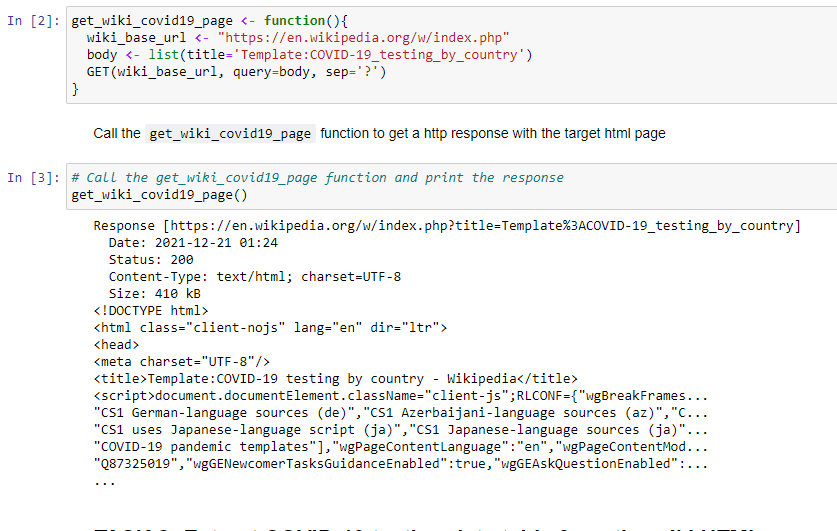 In [2]: get_wiki_covid19_page <- function(){
wiki_base_url <- "https://en.wikipedia.org/w/index.php"
body <- list(title='Template:COVID-19_testing_by_country')
GET(wiki_base_url, query=body, sep='?')
}
Call the get_wiki_covid19_page function to get a http response with the target html page
In [3]: # Call the get_wiki_covid19_page function and print the response
get_wiki_covid19_page()
Response [https://en.wikipedia.org/w/index.php?title=Template%3ACOVID-19_testing_by_country]
Date: 2021-12-21 01:24
Status: 200
Content-Type: text/html; charset=UTF-8
Size: 410 kB
<!DOCTYPE html>
<html class="client-nojs" lang="en" dir="ltr">
<head>
<meta charset="UTF-8"/>
<title>Template:COVID-19 testing by country - Wikipedia</title>
<script>document.documentElement.className="client-js";RLCONF={"wgBreakFrames...
"CS1 German-language sources (de)","CS1 Azerbaijani-language sources (az)","C...
"CS1 uses Japanese-language script (ja)","CS1 Japanese-language sources (ja)"...
"COVID-19 pandemic templates"],"wgPageContentLanguage":"en","wgPageContentMod...
"Q87325019","wgGENewcomerTasksGuidanceEnabled":true,"wgGEAskQuestionEnabled":...
...